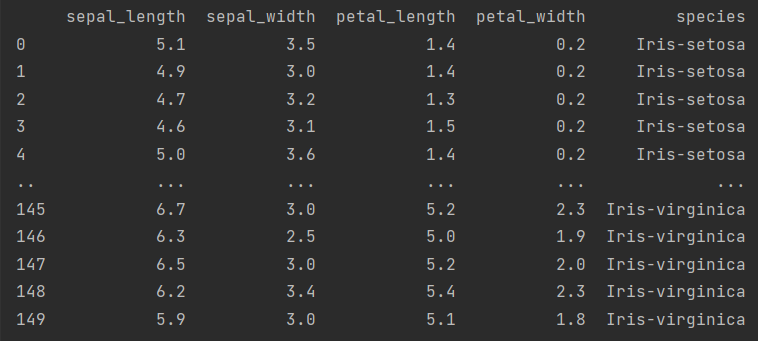 sepal_length sepal_width petal_length petal_width species
0 5.1 3.5 1.4 0.2 Iris-setosa
1 4.9 3.0 1.4 0.2 Iris-setosa
2 4.7 3.2 1.3 0.2 Iris-setosa
3 4.6 3.1 1.5 0.2 Iris-setosa
4 5.0 3.6 1.4 0.2 Iris-setosa
.. ... ... ... ... ...
145 6.7 3.0 5.2 2.3 Iris-virginica
146 6.3 2.5 5.0 1.9 Iris-virginica
147 6.5 3.0 5.2 2.0 Iris-virginica
148 6.2 3.4 5.4 2.3 Iris-virginica
149 5.9 3.0 5.1 1.8 Iris-virginica